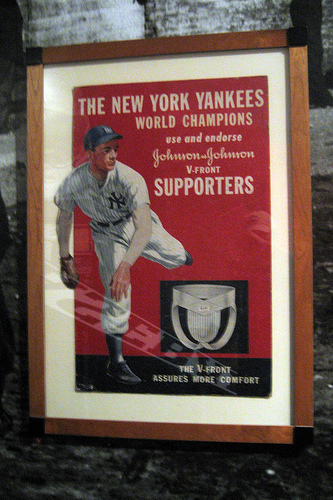 THE NEW YORK YANKEES
WORLD CHAMPIONS
use and endorse
Johnson & Johnson
V-FRONT
SUPPORTERS
NY
NY
THE V-FRONT
ASSURES MORE COMFORT